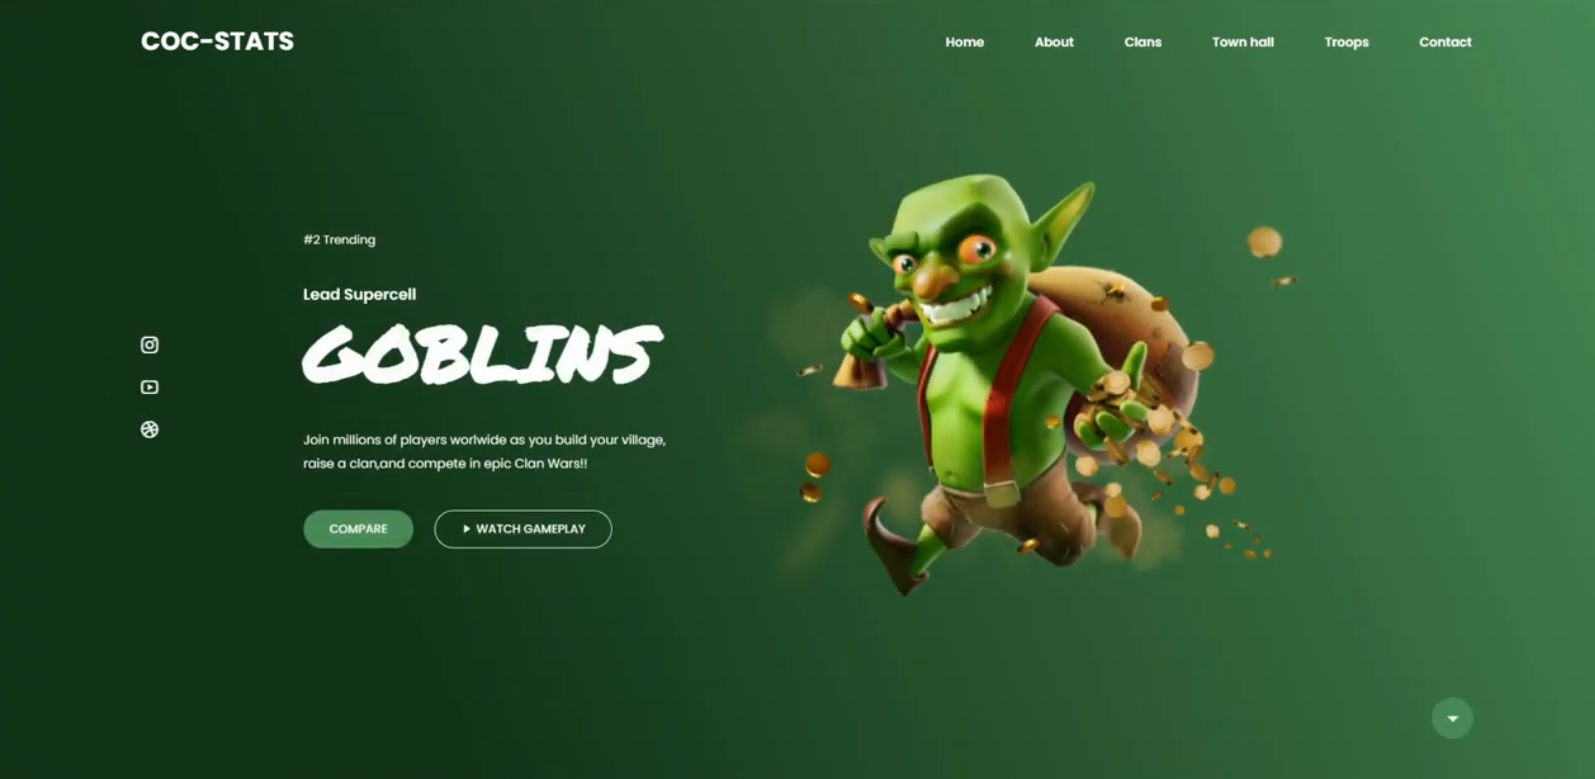 COC-STATS
Home About Clans Town hall Troops Contact
#2 Trending
Lead Supercell
GOBLINS
Join millions of players worlwide as you build your village,
raise a clan,and compete in epic Clan Wars!!
COMPARE
WATCH GAMEPLAY